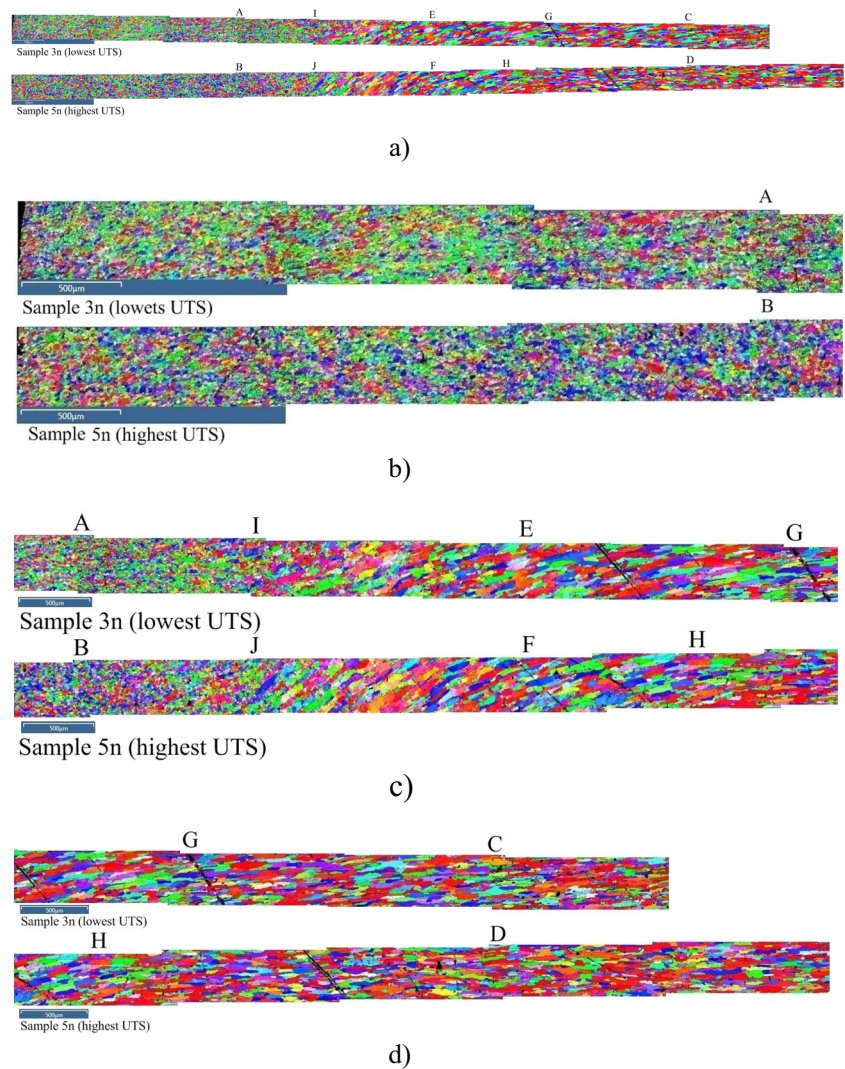 A I E G C
Sample 3n (lowest UTS)
B J F H D
Sample 5n (highest UTS)
a)
A
500μm
Sample 3n (lowets UTS)
B
500μm
Sample 5n (highest UTS)
b)
A I E G
500μm
Sample 3n (lowest UTS)
B J F H
500μm
Sample 5n (highest UTS)
c)
G C
500μm
Sample 3n (lowest UTS)
H D
500μm
Sample 5n (highest UTS)
d)